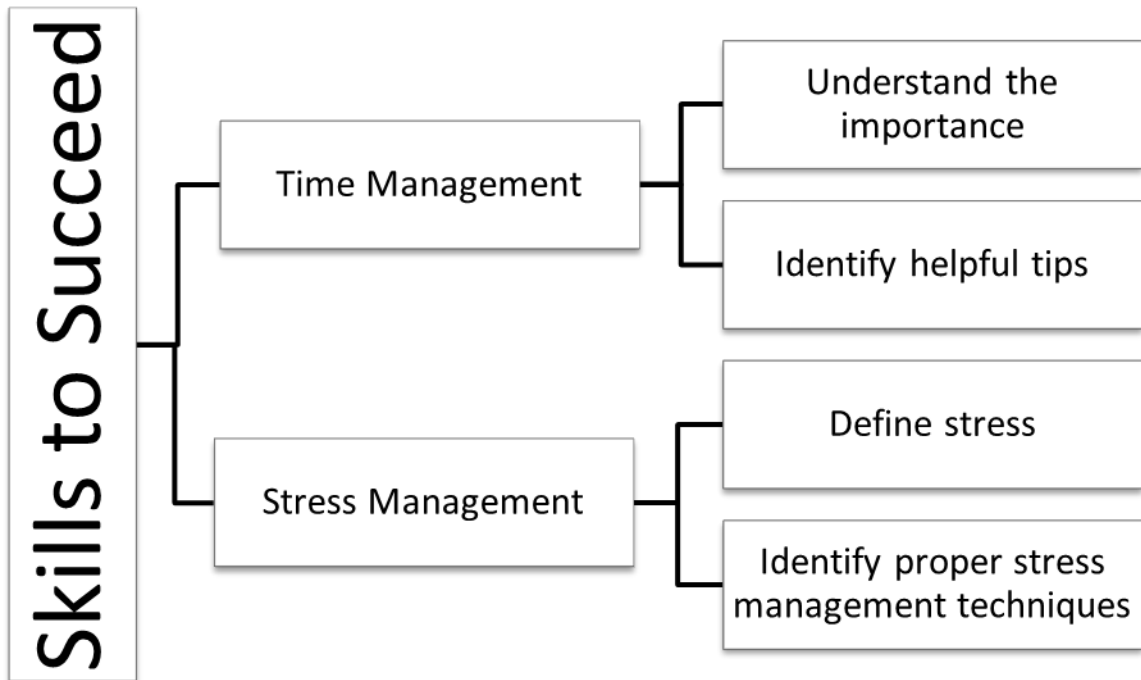 Skills to Succeed
Time Management
Understand the
importance
Identify helpful tips
Stress Management
Define stress
Identify proper stress
management techniques